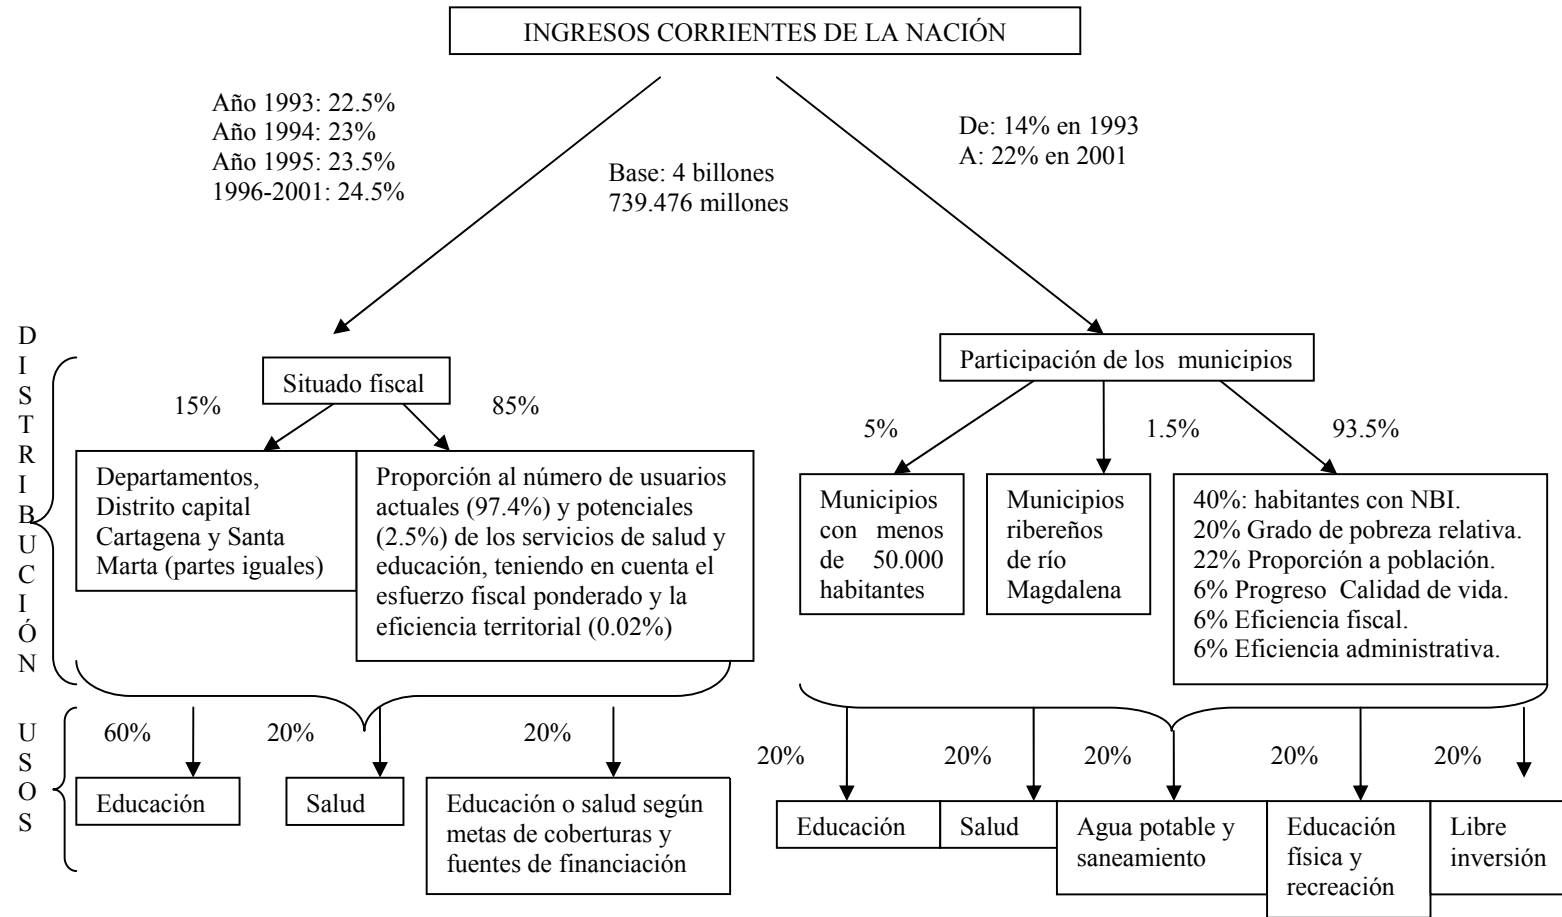 INGRESOS CORRIENTES DE LA NACIÓN
Año 1993: 22.5%
Año 1994: 23%
Año 1995: 23.5%
1996-2001: 24.5%
Base: 4 billones
739.476 millones
De: 14% en 1993
A: 22% en 2001
DISTRIBUCIÓN
Situado fiscal
15%
85%
Departamentos,
Distrito capital
Cartagena y Santa
Marta (partes iguales)
Proporción al número de usuarios
actuales (97.4%) y potenciales
(2.5%) de los servicios de salud y
educación, teniendo en cuenta el
esfuerzo fiscal ponderado y la
eficiencia territorial (0.02%)
Participación de los municipios
5%
1.5%
93.5%
Municipios
con menos
de 50.000
habitantes
Municipios
ribereños
de río
Magdalena
40%: habitantes con NBI.
20% Grado de pobreza relativa.
22% Proporción a población.
6% Progreso Calidad de vida.
6% Eficiencia fiscal.
6% Eficiencia administrativa.
USOS
60%
20%
20%
Educación
Salud
Educación o salud según
metas de coberturas y
fuentes de financiación
20%
20%
20%
20%
20%
Educación
Salud
Agua potable y
saneamiento
Educación
física y
recreación
Libre
inversión